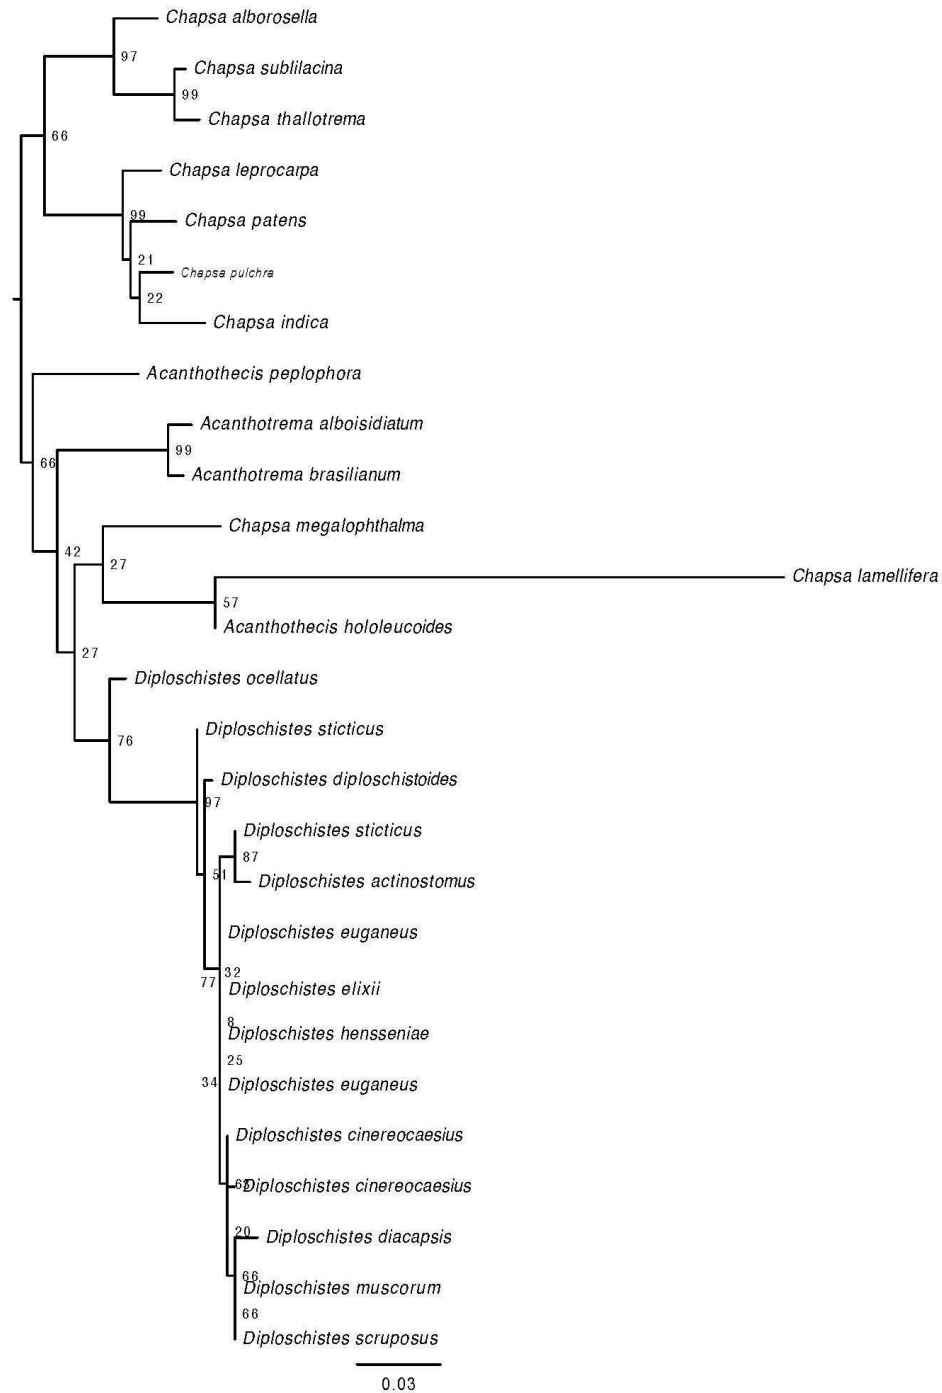 Chapsa alborosella
97
Chapsa sublilacina
99
Chapsa thallotrema
66
Chapsa leprocarpa
99
Chapsa patens
21
Chapsa pulchra
22
Chapsa indica
Acanthothecis peplophora
Acanthotrema alboisidiatum
99
66
Acanthotrema brasilianum
Chapsa megalophthalma
42
27
Chapsa lamellifera
57
Acanthothecis hololeucoides
27
Diploschistes ocellatus
Diploschistes sticticus
76
Diploschistes diploschistoides
97
Diploschistes sticticus
87
51
Diploschistes actinostomus
Diploschistes euganeus
32
77
Diploschistes elixii
8
Diploschistes hensseniae
25
34
Diploschistes euganeus
Diploschistes cinereocaesius
63
Diploschistes cinereocaesius
20
Diploschistes diacapsis
66
Diploschistes muscorum
66
Diploschistes scruposus
0.03